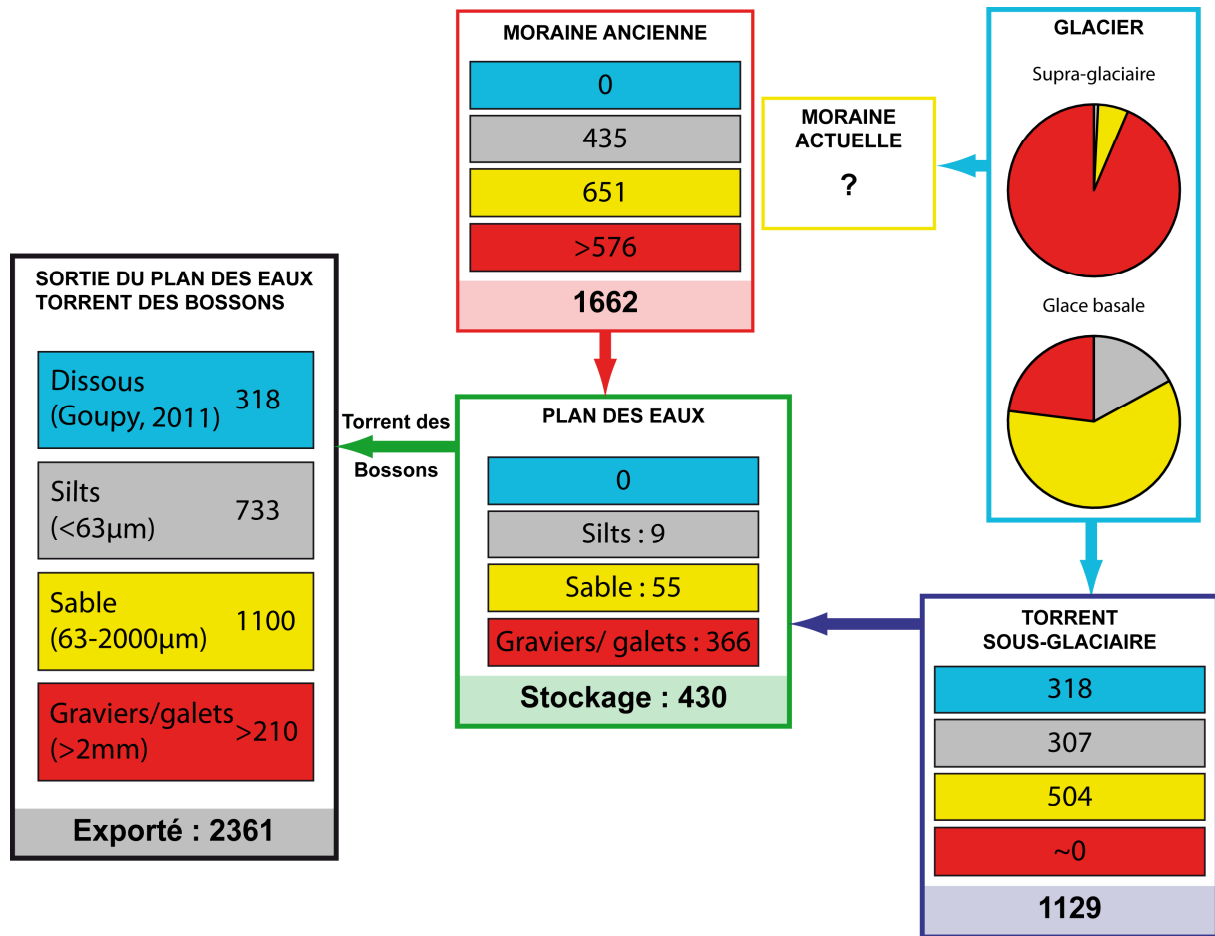 MORAINE ANCIENNE
0
435
651
>576
1662
MORAINE
ACTUELLE
?
GLACIER
Supra-glaciaire
Glace basale
SORTIE DU PLAN DES EAUX
TORRENT DES BOSSONS
Dissous
(Goupy, 2011) 318
Silts
(<63µm) 733
Sable
(63-2000µm) 1100
Graviers/galets
(>2mm) >210
Exporté : 2361
Torrent des
Bossons
PLAN DES EAUX
0
Silts : 9
Sable : 55
Graviers/ galets : 366
Stockage : 430
TORRENT
SOUS-GLACIAIRE
318
307
504
~0
1129